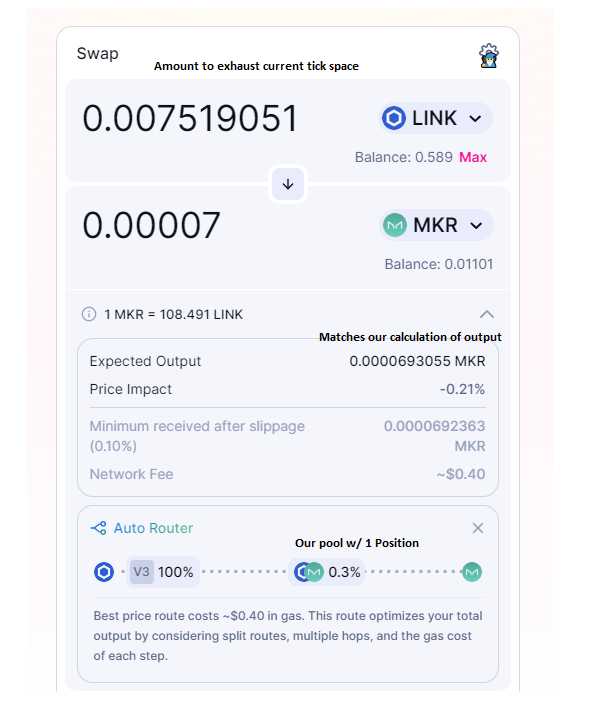 Swap
Amount to exhaust current tick space
0.007519051
LINK
Balance: 0.589 Max
0.00007
MKR
Balance: 0.01101
1 MKR = 108.491 LINK
Matches our calculation of output
Expected Output
0.0000693055 MKR
Price Impact
-0.21%
Minimum received after slippage
(0.10%)
0.0000692363
MKR
Network Fee
~$0.40
Auto Router
Our pool w/ 1 Position
V3 100%
0.3%
Best price route costs ~$0.40 in gas. This route optimizes your total
output by considering split routes, multiple hops, and the gas cost
of each step.